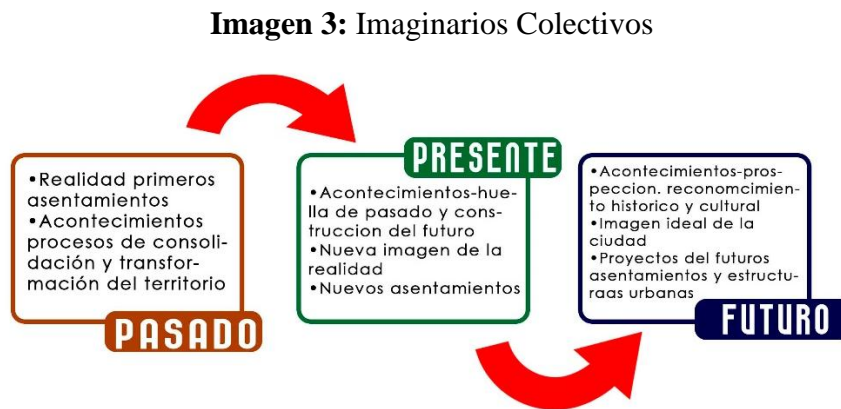 Imagen 3: Imaginarios Colectivos
•Realidad primeros
asentamientos
•Acontecimientos
procesos de consoli-
dación y transfor-
mación del territorio
PASADO
PRESENTE
•Acontecimientos-hue-
lla de pasado y cons-
truccion del futuro
•Nueva imagen de la
realidad
•Nuevos asentamientos
•Acontecimientos-pros-
peccion. reconomcimien-
to historico y cultural
•Imagen ideal de la
ciudad
•Proyectos del futuros
asentamientos y estructu-
raas urbanas
FUTURO